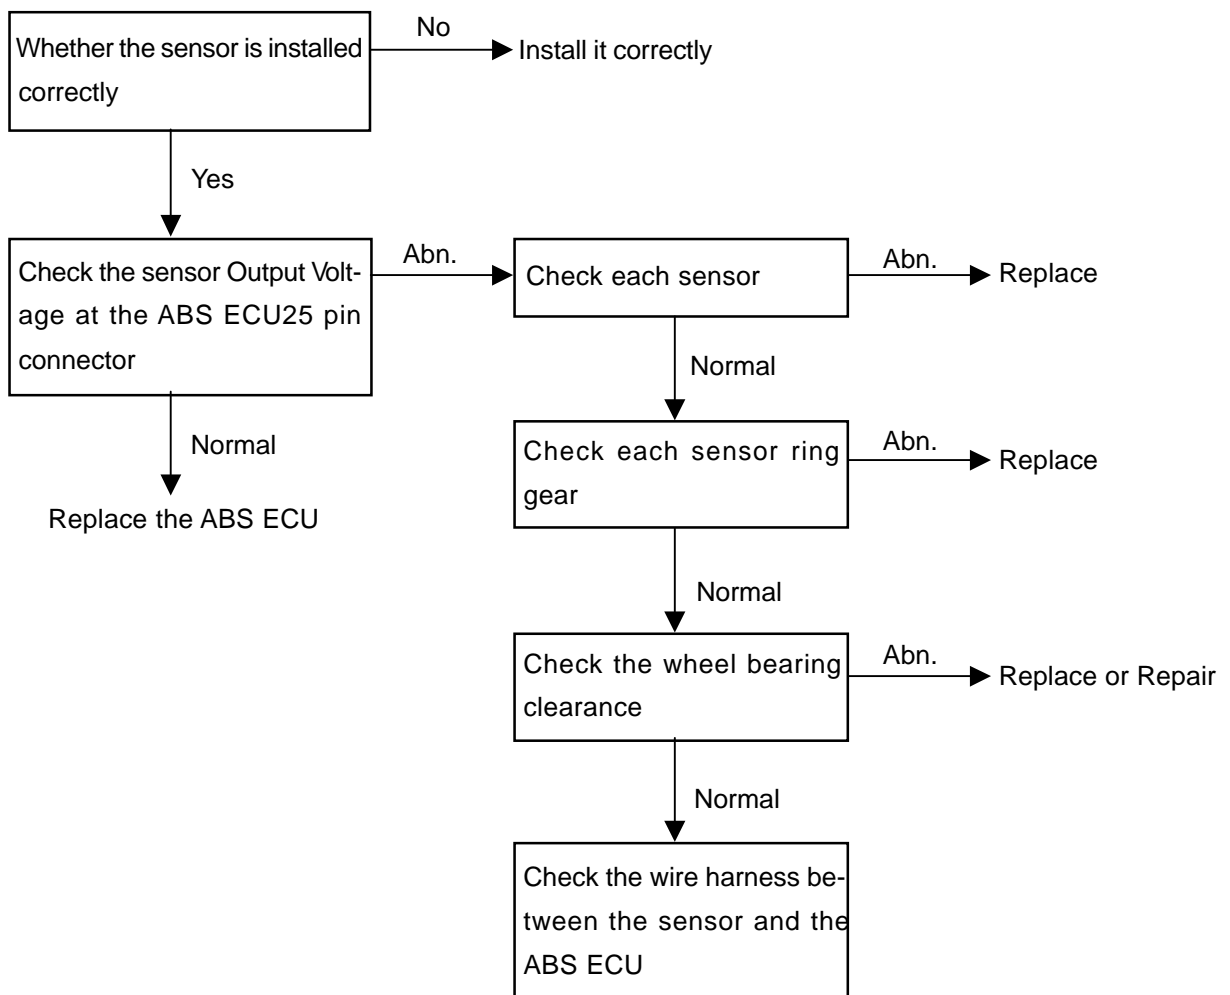 Whether the sensor is installed
correctly
No
Install it correctly
Yes
Check the sensor Output Volt-
age at the ABS ECU25 pin
connector
Abn.
Check each sensor
Abn.
Replace
Normal
Replace the ABS ECU
Normal
Check each sensor ring
gear
Abn.
Replace
Normal
Check the wheel bearing
clearance
Abn.
Replace or Repair
Normal
Check the wire harness be-
tween the sensor and the
ABS ECU